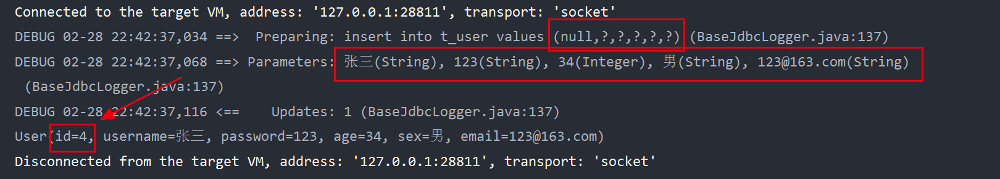 Connected to the target VM, address: '127.0.0.1:28811', transport: 'socket'
DEBUG 02-28 22:42:37,034 ==>  Preparing: insert into t_user values (null,?,?,?,?,?) (BaseJdbcLogger.java:137)
DEBUG 02-28 22:42:37,068 ==> Parameters: 张三(String), 123(String), 34(Integer), 男(String), 123@163.com(String)
(BaseJdbcLogger.java:137)
DEBUG 02-28 22:42:37,116 <==    Updates: 1 (BaseJdbcLogger.java:137)
User(id=4, username=张三, password=123, age=34, sex=男, email=123@163.com)
Disconnected from the target VM, address: '127.0.0.1:28811', transport: 'socket'